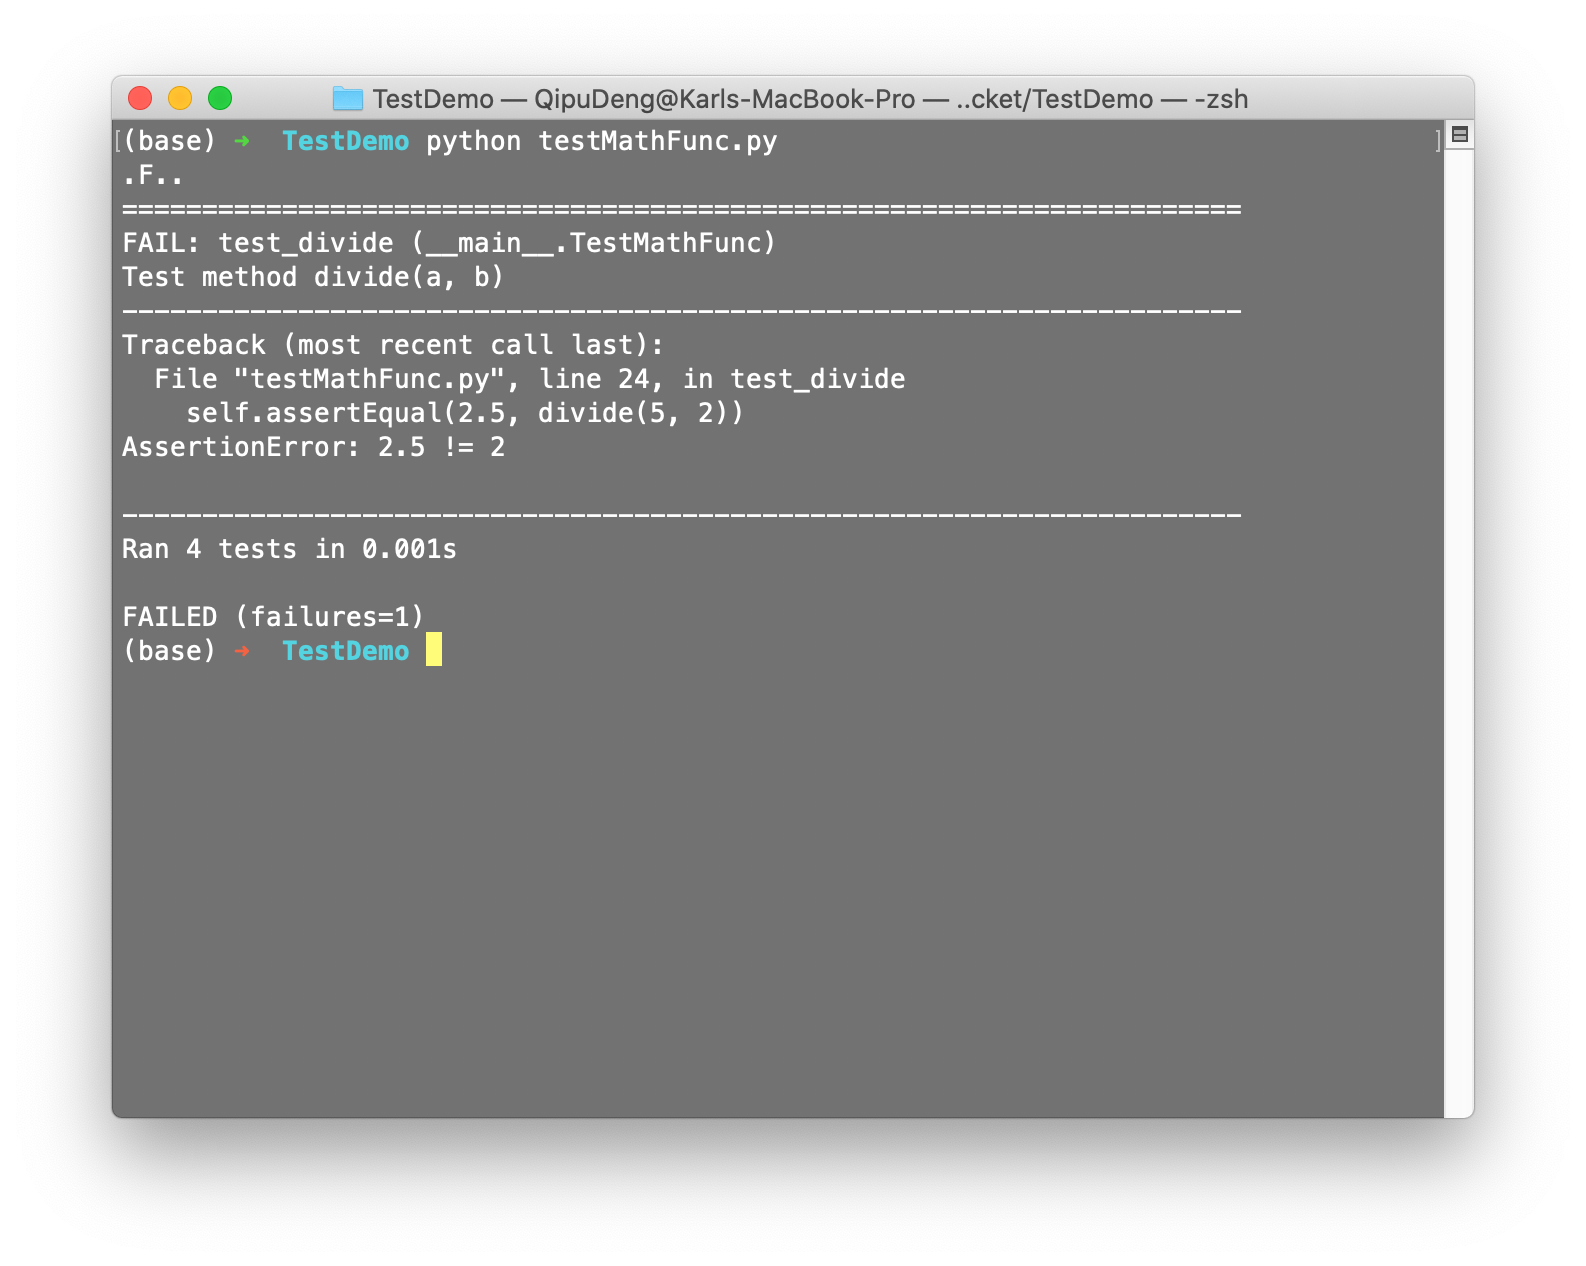 TestDemo — QipuDeng@Karls-MacBook-Pro — ..cket/TestDemo — -zsh
[(base) ➜  TestDemo python testMathFunc.py ]
.F..
======================================================================
FAIL: test_divide (__main__.TestMathFunc)
Test method divide(a, b)
----------------------------------------------------------------------
Traceback (most recent call last):
  File "testMathFunc.py", line 24, in test_divide
    self.assertEqual(2.5, divide(5, 2))
AssertionError: 2.5 != 2
----------------------------------------------------------------------
Ran 4 tests in 0.001s
FAILED (failures=1)
(base) ➜  TestDemo